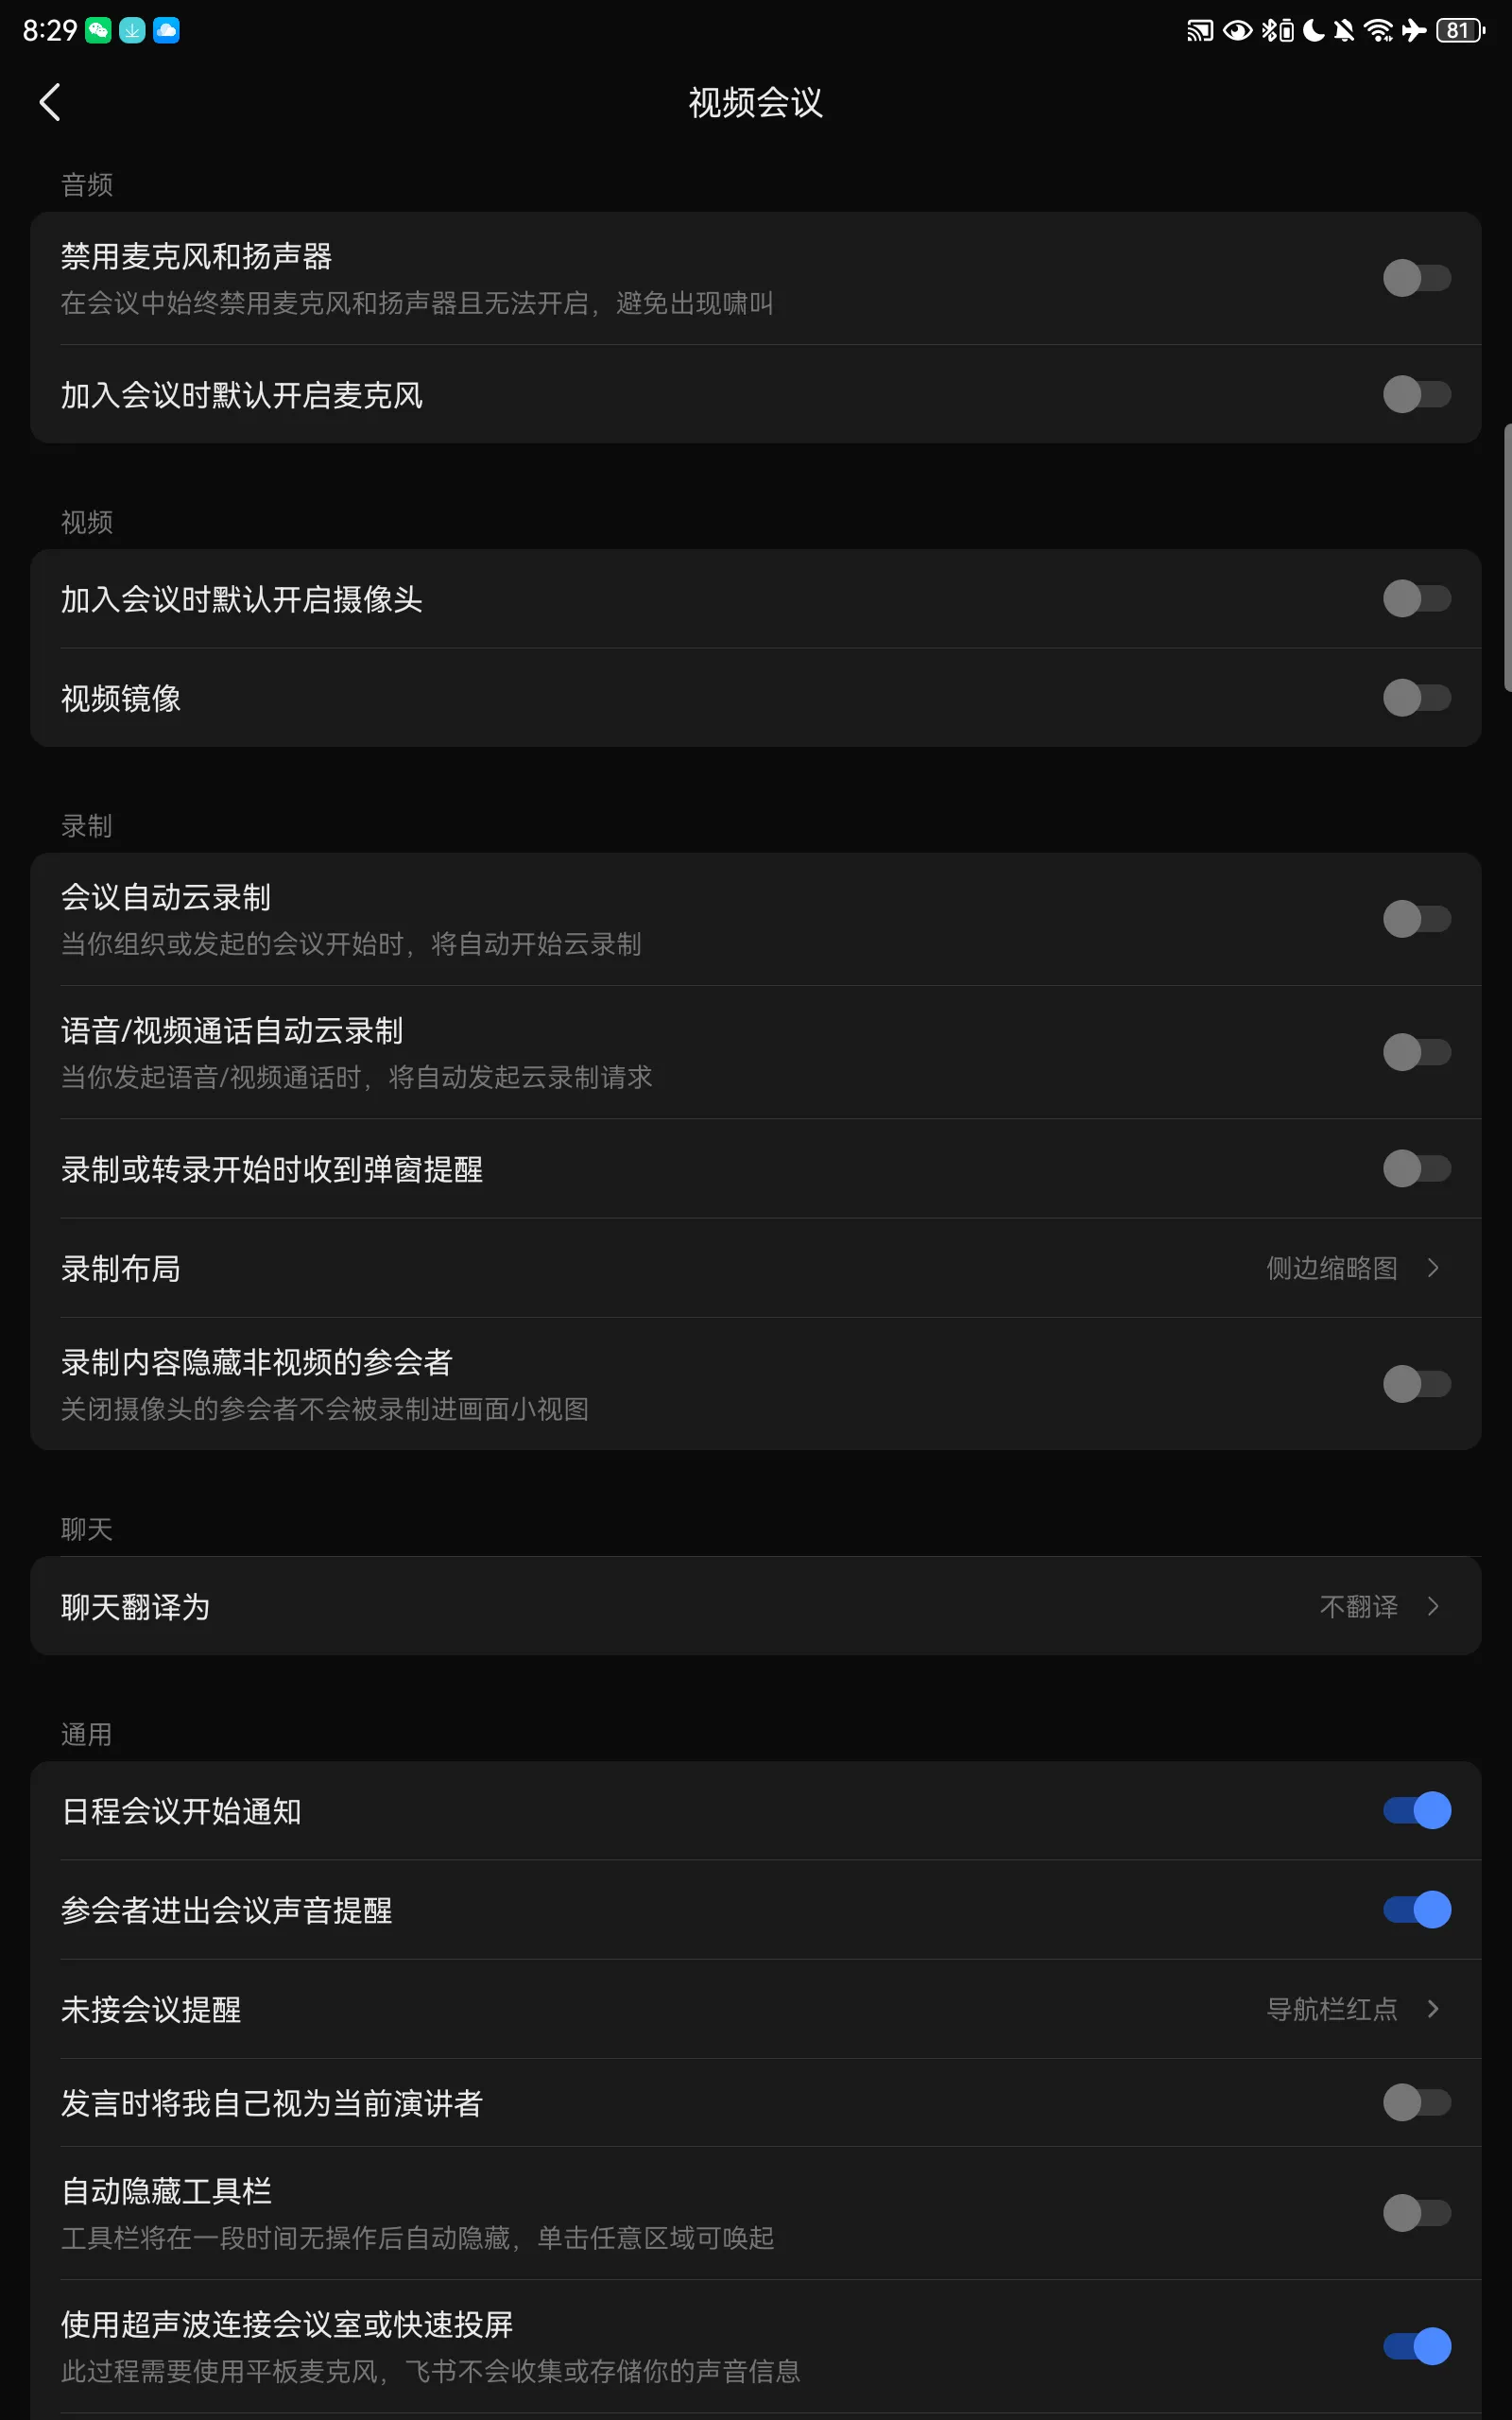 8:29
81
视频会议
音频
禁用麦克风和扬声器
在会议中始终禁用麦克风和扬声器且无法开启，避免出现啸叫
加入会议时默认开启麦克风
视频
加入会议时默认开启摄像头
视频镜像
录制
会议自动云录制
当你组织或发起的会议开始时，将自动开始云录制
语音/视频通话自动云录制
当你发起语音/视频通话时，将自动发起云录制请求
录制或转录开始时收到弹窗提醒
录制布局
侧边缩略图
录制内容隐藏非视频的参会者
关闭摄像头的参会者不会被录制进画面小视图
聊天
聊天翻译为
不翻译
通用
日程会议开始通知
参会者进出会议声音提醒
未接会议提醒
导航栏红点
发言时将我自己视为当前演讲者
自动隐藏工具栏
工具栏将在一段时间无操作后自动隐藏，单击任意区域可唤起
使用超声波连接会议室或快速投屏
此过程需要使用平板麦克风，飞书不会收集或存储你的声音信息